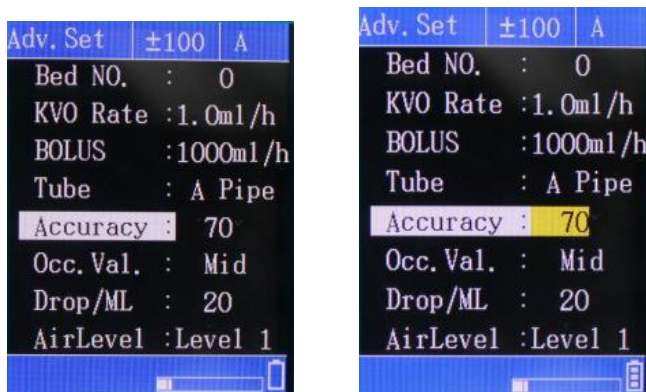 Adv. Set ±100 A
Bed NO. : 0
KVO Rate :1.0ml/h
BOLUS :1000ml/h
Tube : A Pipe
Accuracy : 70
Occ. Val. : Mid
Drop/ML : 20
AirLevel :Level 1
Adv. Set ±100 A
Bed NO. : 0
KVO Rate :1.0ml/h
BOLUS :1000ml/h
Tube : A Pipe
Accuracy : 70
Occ. Val. : Mid
Drop/ML : 20
AirLevel :Level 1